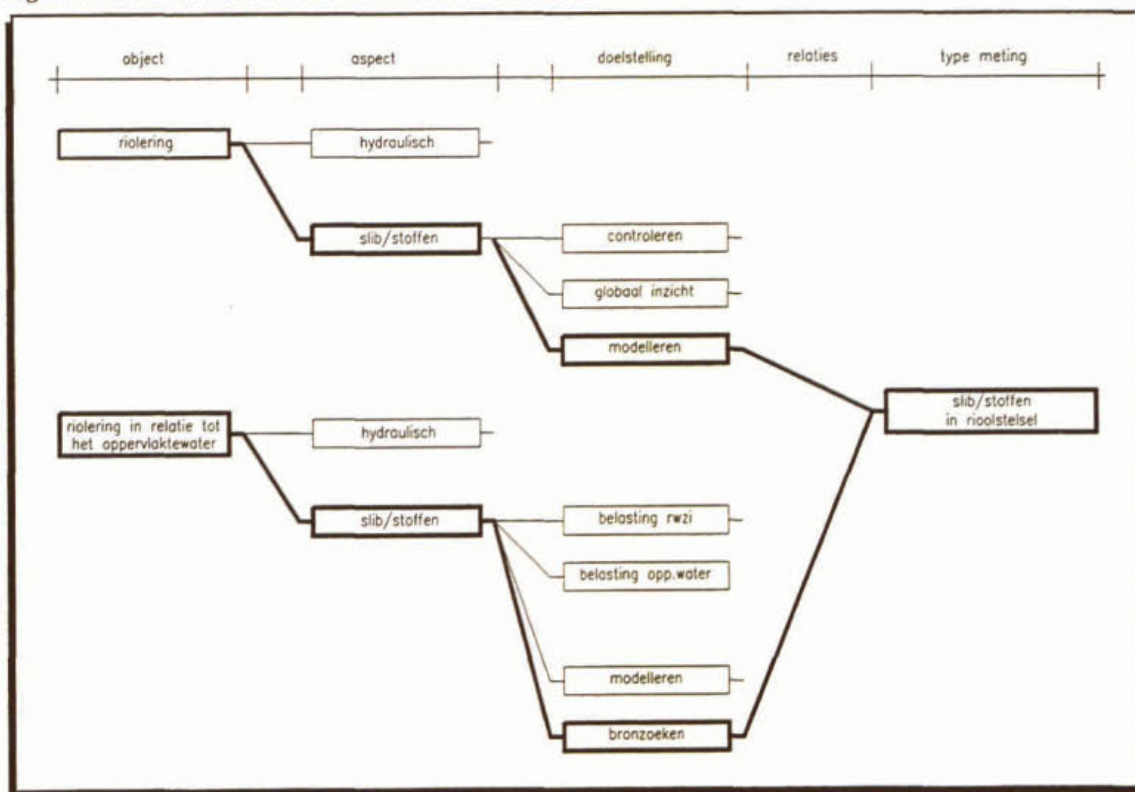 object aspect doelstelling relaties type meting
riolering hydraulisch
slib/stoffen controleren
globaal inzicht
modelleren
slib/stoffen
in rioolstelsel
riolering in relatie tot
het oppervlaktewater
hydraulisch
slib/stoffen belasting rwzi
belasting opp.water
modelleren
bronzoeken